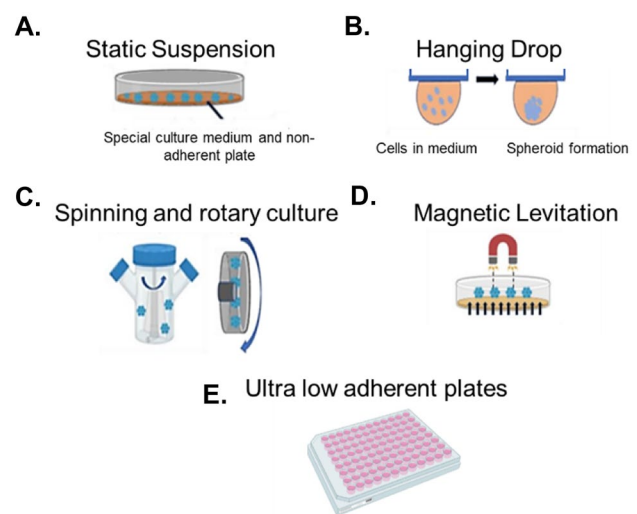 A.
Static Suspension
Special culture medium and non-
adherent plate
B.
Hanging Drop
Cells in medium
Spheroid formation
C.
Spinning and rotary culture
D.
Magnetic Levitation
E.
Ultra low adherent plates